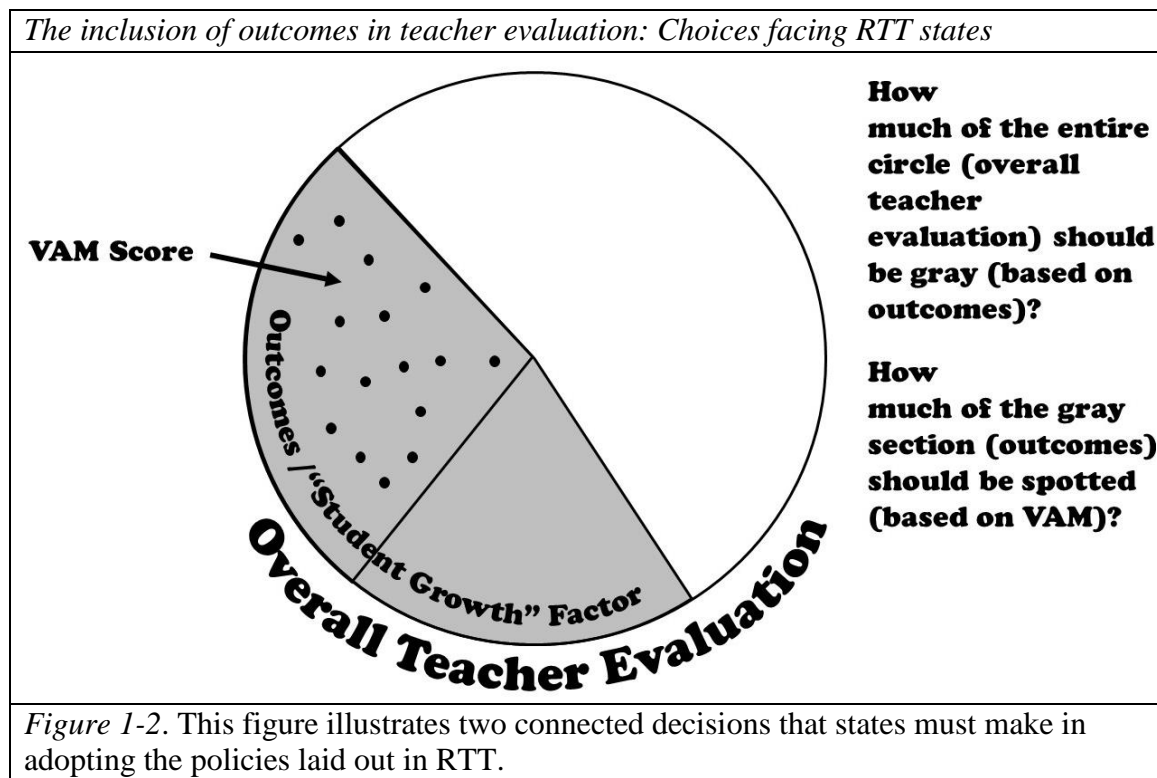 The inclusion of outcomes in teacher evaluation: Choices facing RTT states
How
much of the entire
circle (overall
teacher
evaluation) should
be gray (based on
outcomes)?
VAM Score
How
much of the gray
section (outcomes)
should be spotted
(based on VAM)?
Outcomes /“Student Growth” Factor
Overall Teacher Evaluation
Figure 1-2. This figure illustrates two connected decisions that states must make in
adopting the policies laid out in RTT.